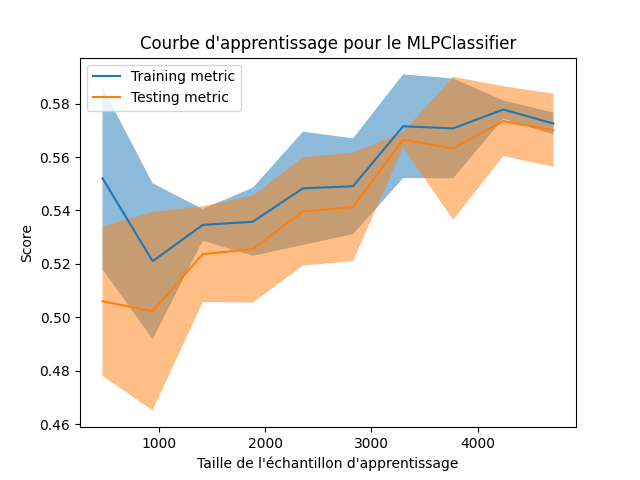 Courbe d'apprentissage pour le MLPClassifier
Training metric
Testing metric
0.58
0.56
0.54
0.52
0.50
0.48
0.46
Score
1000 2000 3000 4000
Taille de l'échantillon d'apprentissage